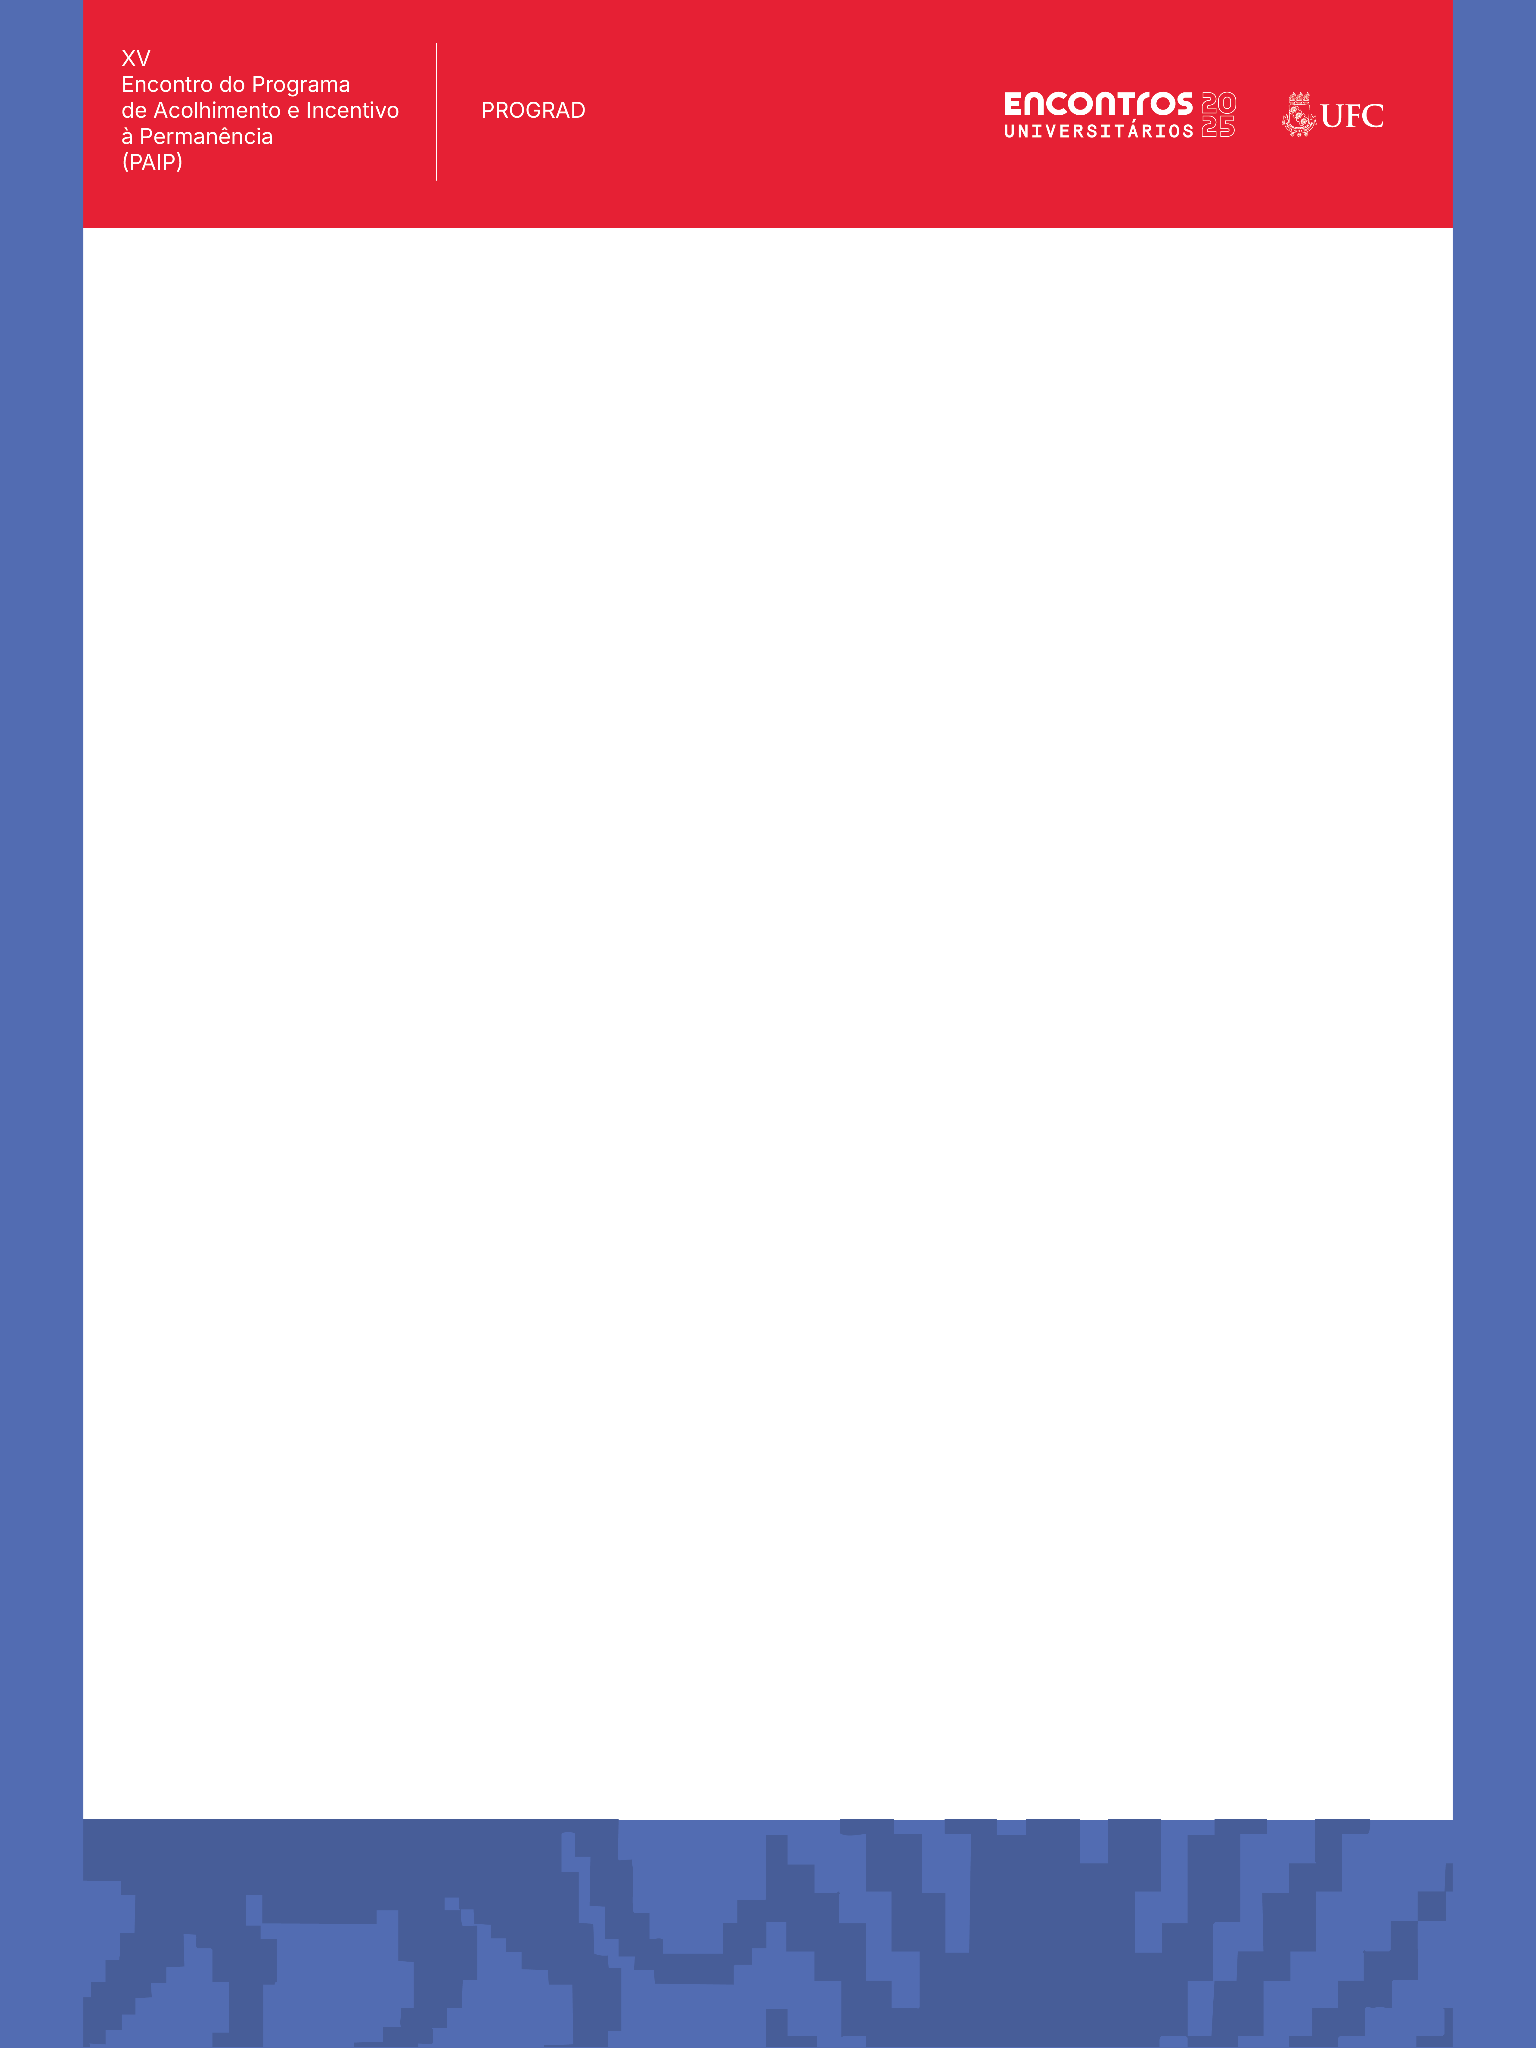 XV
Encontro do Programa
de Acolhimento e Incentivo
à Permanência
(PAIP)
PROGRAD
ENCONTROS
UNIVERSITÁRIOS
20
25
UFC